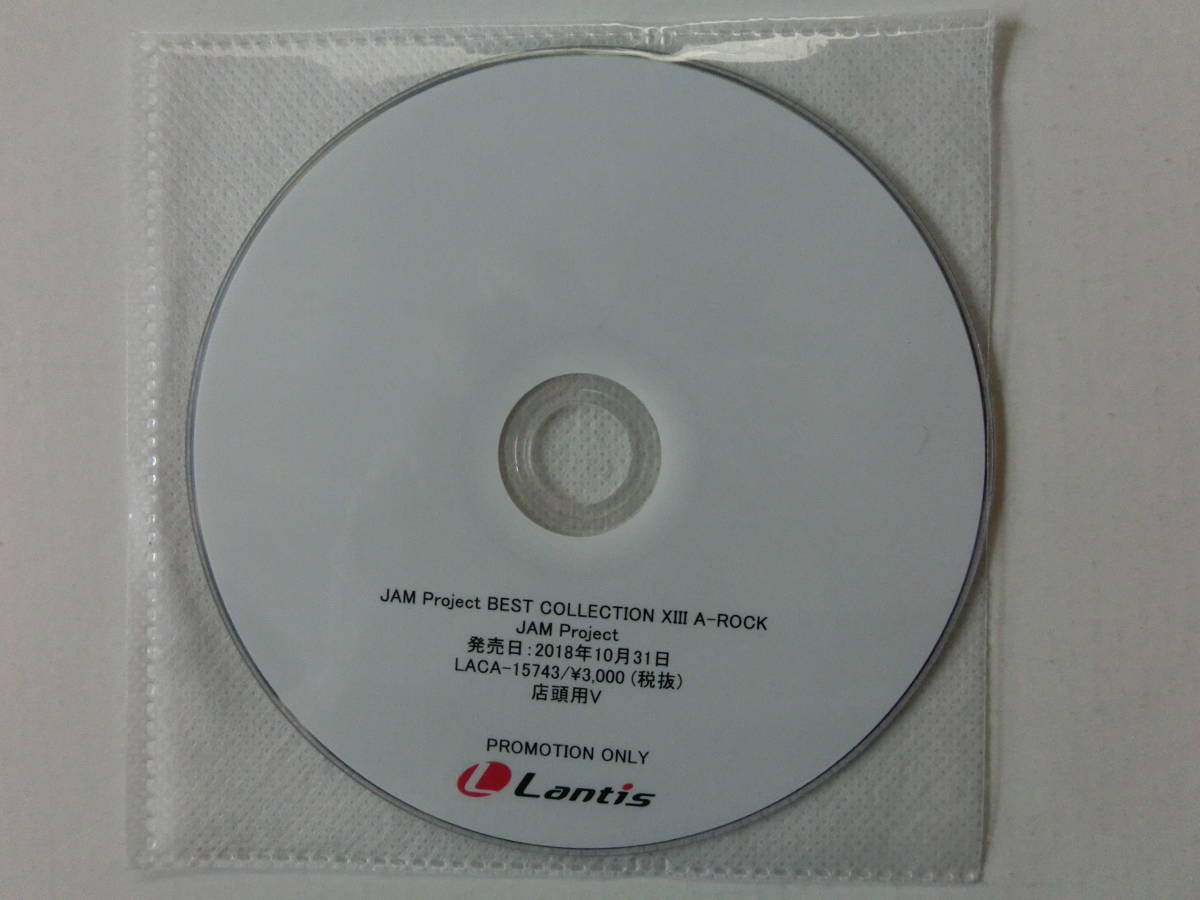 JAM Project BEST COLLECTION XIII A-ROCK
JAM Project
発売日:2018年10月31日
LACA-15743/¥3,000(税抜)
店頭用V
PROMOTION ONLY
L Lantis